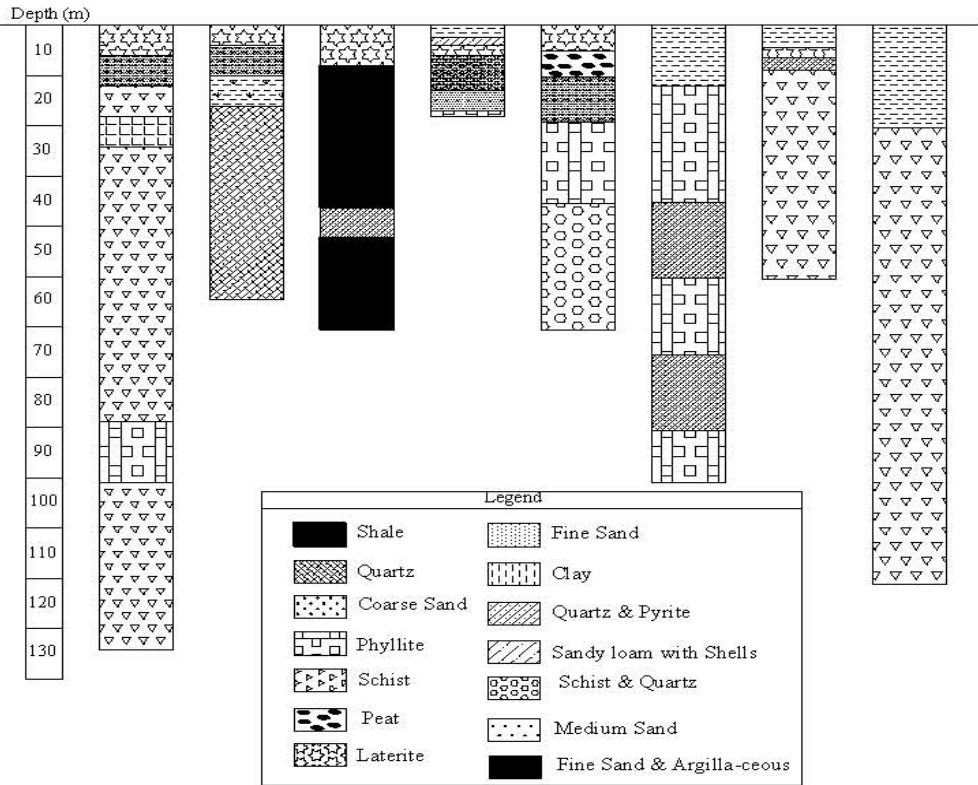 Depth (m)
10
20
30
40
50
60
70
80
90
100
110
120
130
Legend
Shale
Quartz
Coarse Sand
Phyllite
Schist
Peat
Laterite
Fine Sand
Clay
Quartz & Pyrite
Sandy loam with Shells
Schist & Quartz
Medium Sand
Fine Sand & Argilla-ceous